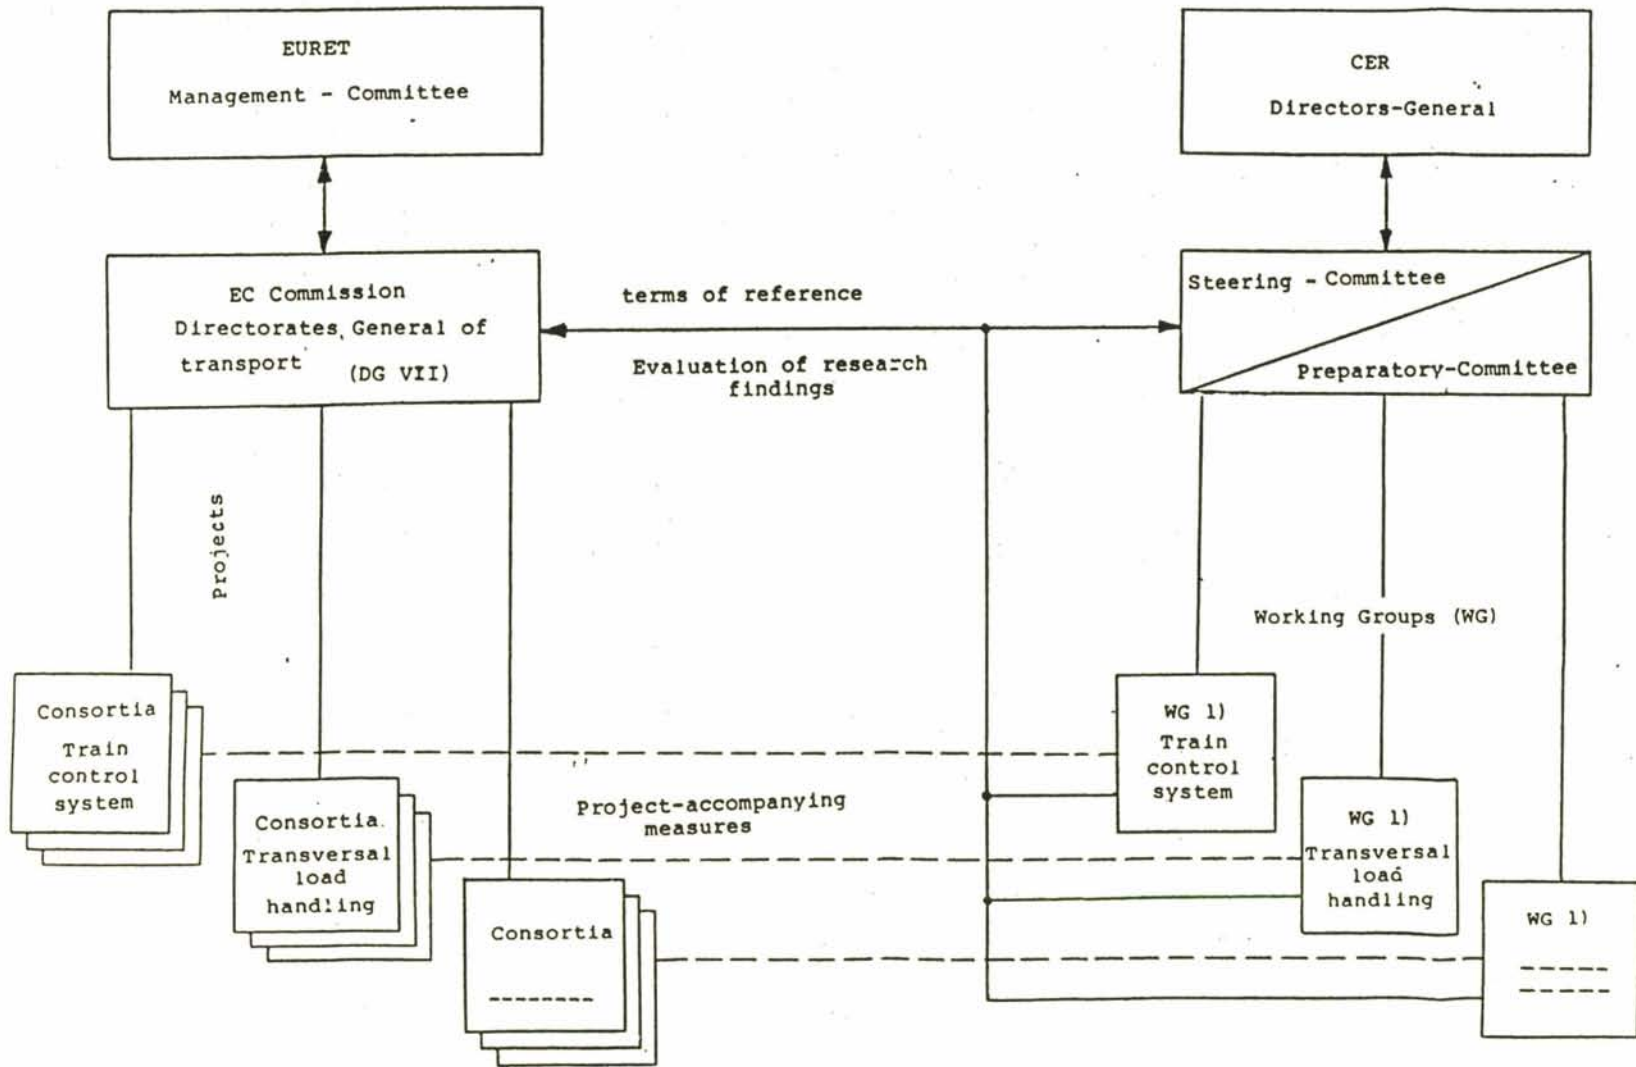 EURET
Management - Committee
CER
Directors-General
EC Commission
Directorates, General of
transport (DG VII)
terms of reference
Evaluation of research
findings
Steering - Committee
Preparatory-Committee
Projects
Working Groups (WG)
Consortia
Train
control
system
WG 1)
Train
control
system
Project-accompanying
measures
Consortia.
Transversal
load
handling
WG 1)
Transversal
load
handling
Consortia
WG 1)